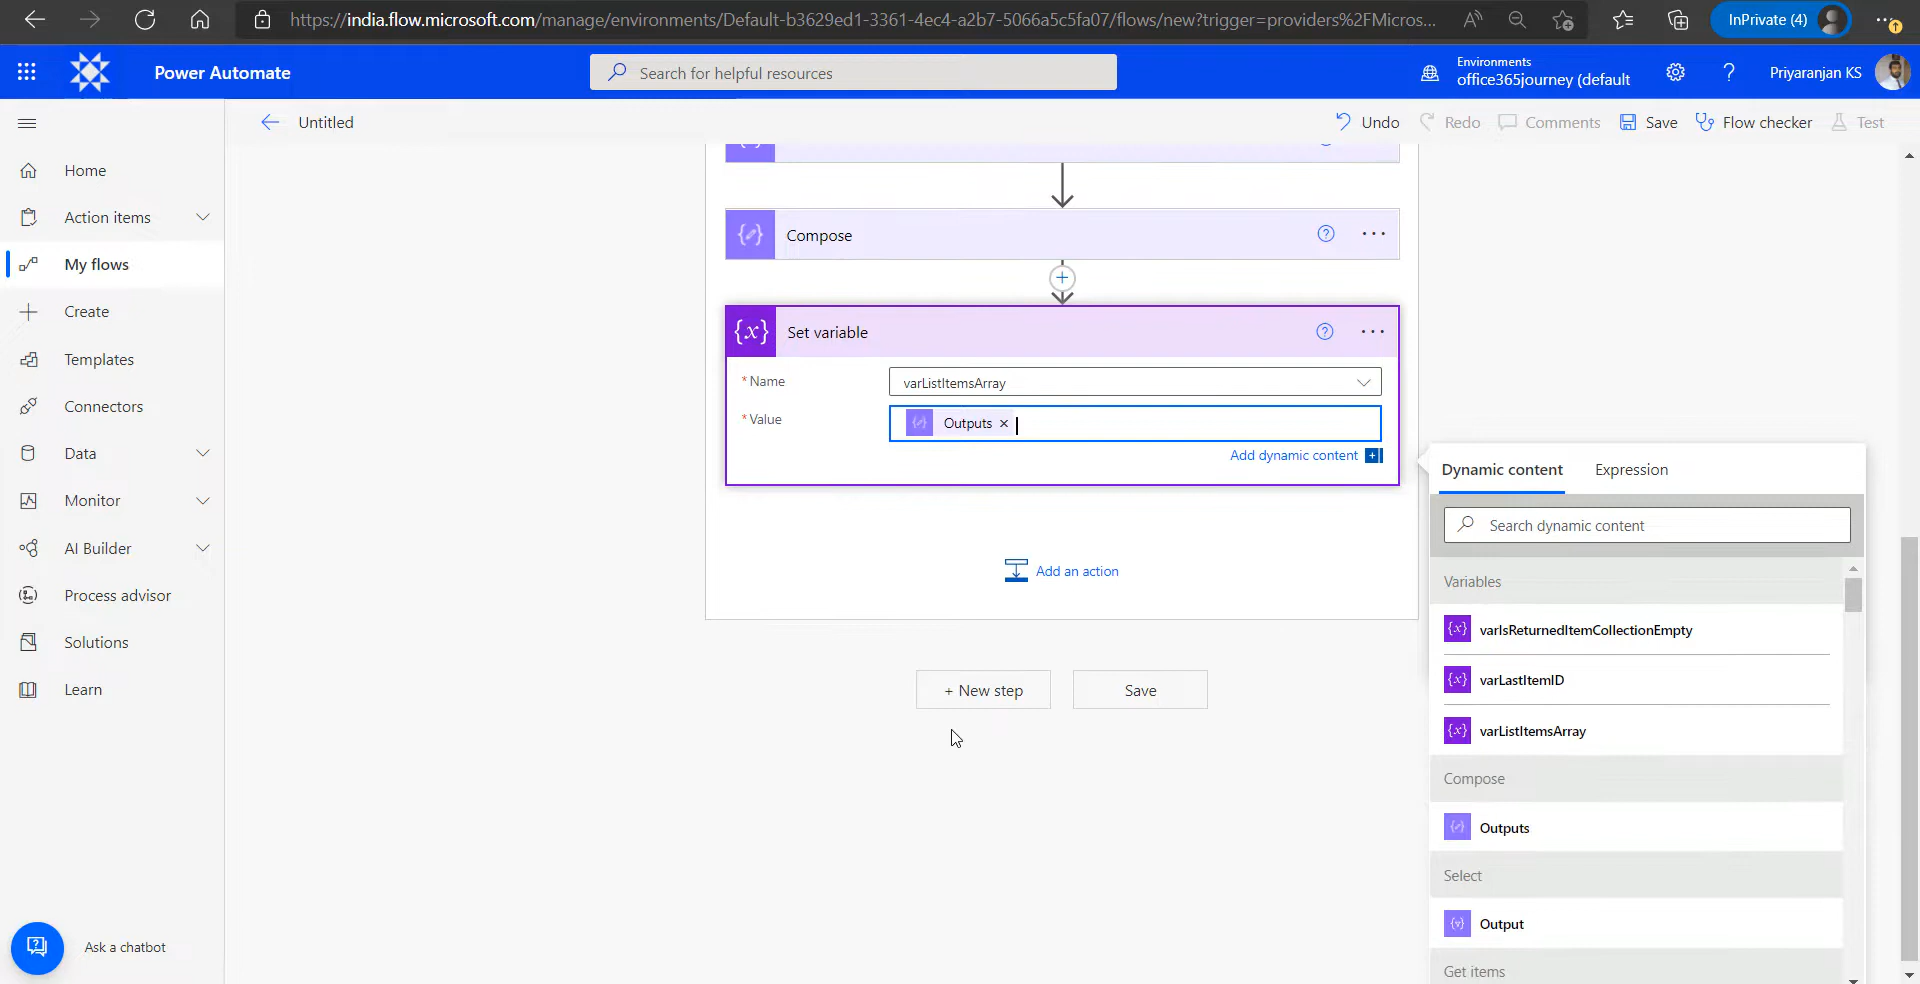 https://india.flow.microsoft.com/manage/environments/Default-b3629ed1-3361-4ec4-a2b7-5066a5c5fa07/flows/new?trigger=providers%2FMicros...
InPrivate (4)
Power Automate
Search for helpful resources
Environments
office365journey (default
?
Priyaranjan KS
Untitled
Undo
Redo
Comments
Save
Flow checker
Test
Home
Action items
My flows
Create
Templates
Connectors
Data
Monitor
AI Builder
Process advisor
Solutions
Learn
Ask a chatbot
Compose
{x} Set variable
* Name
varListItemsArray
* Value
Outputs ×
Add dynamic content
Add an action
+ New step
Save
Dynamic content
Expression
Search dynamic content
Variables
{x} varIsReturnedItemCollectionEmpty
{x} varLastItemID
{x} varListItemsArray
Compose
Outputs
Select
Output
Get items